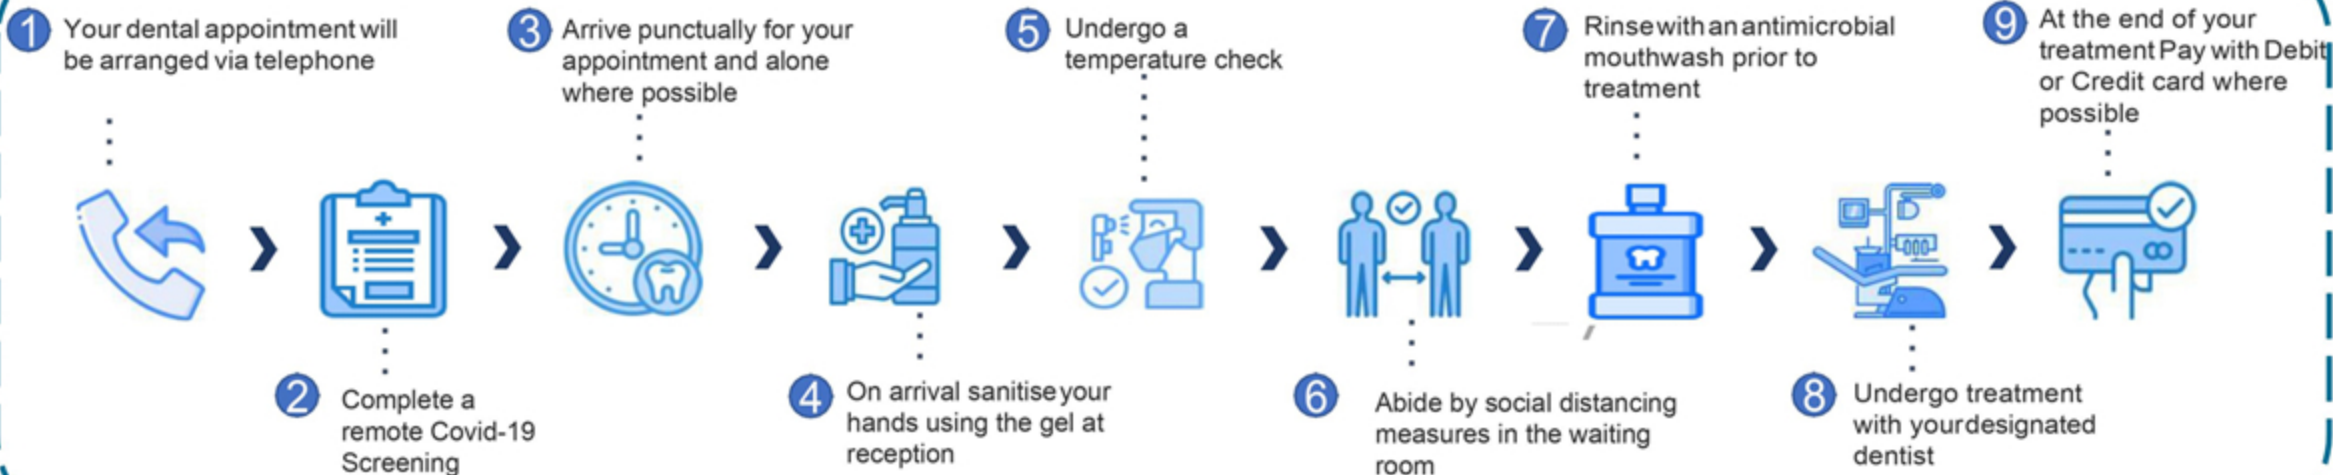 1 Your dental appointment will
be arranged via telephone
2 Complete a
remote Covid-19
Screening
3 Arrive punctually for your
appointment and alone
where possible
4 On arrival sanitise your
hands using the gel at
reception
5 Undergo a
temperature check
6 Abide by social distancing
measures in the waiting
room
7 Rinse with an antimicrobial
mouthwash prior to
treatment
8 Undergo treatment
with your designated
dentist
9 At the end of your
treatment Pay with Debit
or Credit card where
possible